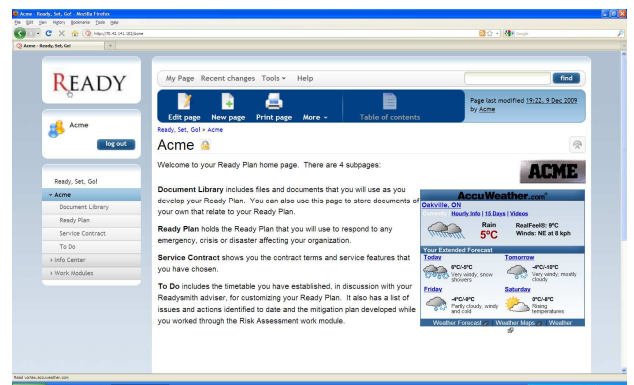 Acme - Ready, Set, Go! - Mozilla Firefox
File Edit View History Bookmarks Tools Help
Google
Acme - Ready, Set, Go!
READY
My Page Recent changes Tools Help
find
Edit page New page Print page More Table of contents
Page last modified 19:22, 9 Dec 2009
by Acme
Acme
log out
Ready, Set, Go! > Acme
Acme
Welcome to your Ready Plan home page. There are 4 subpages:
ACME
Ready, Set, Go!
Acme
Document Library
Ready Plan
Service Contract
To Do
Info Center
Work Modules
Document Library includes files and documents that you will use as you
develop your Ready Plan. You can also use this page to store documents of
your own that relate to your Ready Plan.
Ready Plan holds the Ready Plan that you will use to respond to any
emergency, crisis or disaster affecting your organization.
Service Contract shows you the contract terms and service features that
you have chosen.
To Do includes the timetable you have established, in discussion with your
Readysmith adviser, for customizing your Ready Plan. It also has a list of
issues and actions identified to date and the mitigation plan developed while
you worked through the Risk Assessment work module.
AccuWeather.com
Oakville, ON
Currently Hourly Info | 15 Days | Videos
Rain
5°C
RealFeel®: 9°C
Winds: NE at 8 kph
Your Extended Forecast
Today
0°C/-5°C
Very windy; snow
showers
Tomorrow
-4°C/-10°C
Very windy; mostly
cloudy
Friday
-4°C/-9°C
Partly cloudy, windy
and cold
Saturday
0°C/-8°C
Rising
temperatures
Weather Forecast | Weather Maps | Weather